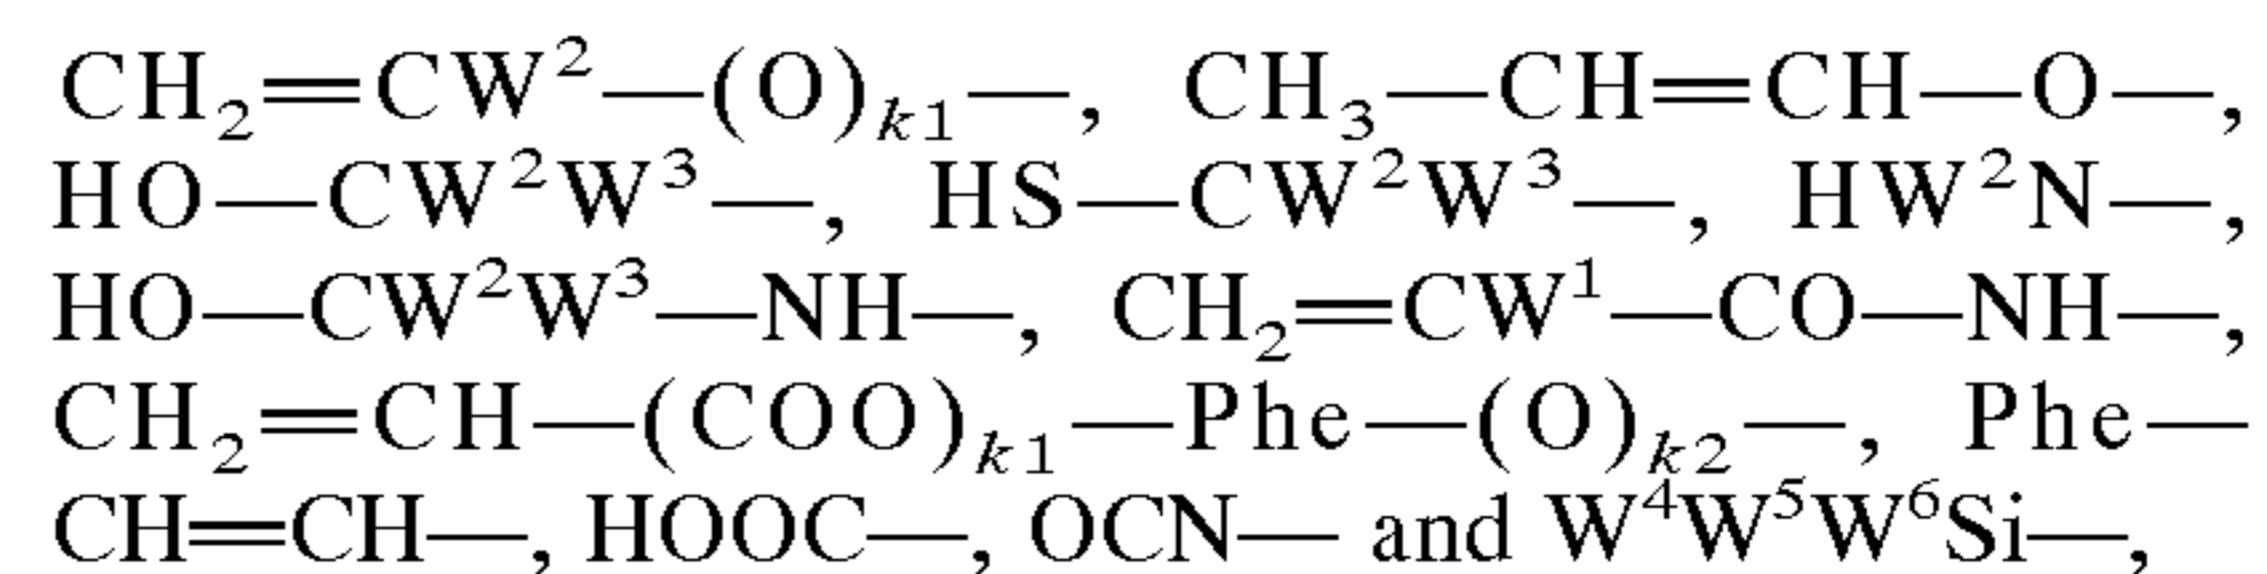 CH₂=CW²—(O)ₖ₁—, CH₃—CH=CH—O—,
HO—CW²W³—, HS—CW²W³—, HW²N—,
HO—CW²W³—NH—, CH₂=CW¹—CO—NH—,
CH₂=CH—(COO)ₖ₁—Phe—(O)ₖ₂—, Phe—
CH=CH—, HOOC—, OCN— and W⁴W⁵W⁶Si—,